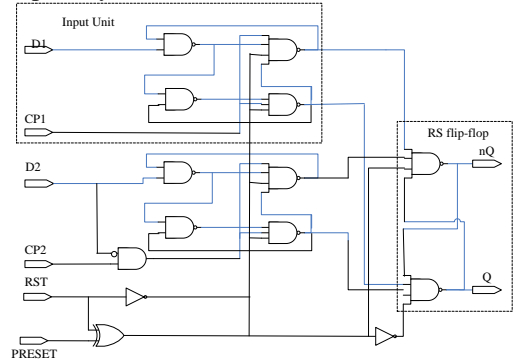 Input Unit
D1
CP1
RS flip-flop
nQ
D2
CP2
Q
RST
PRESET